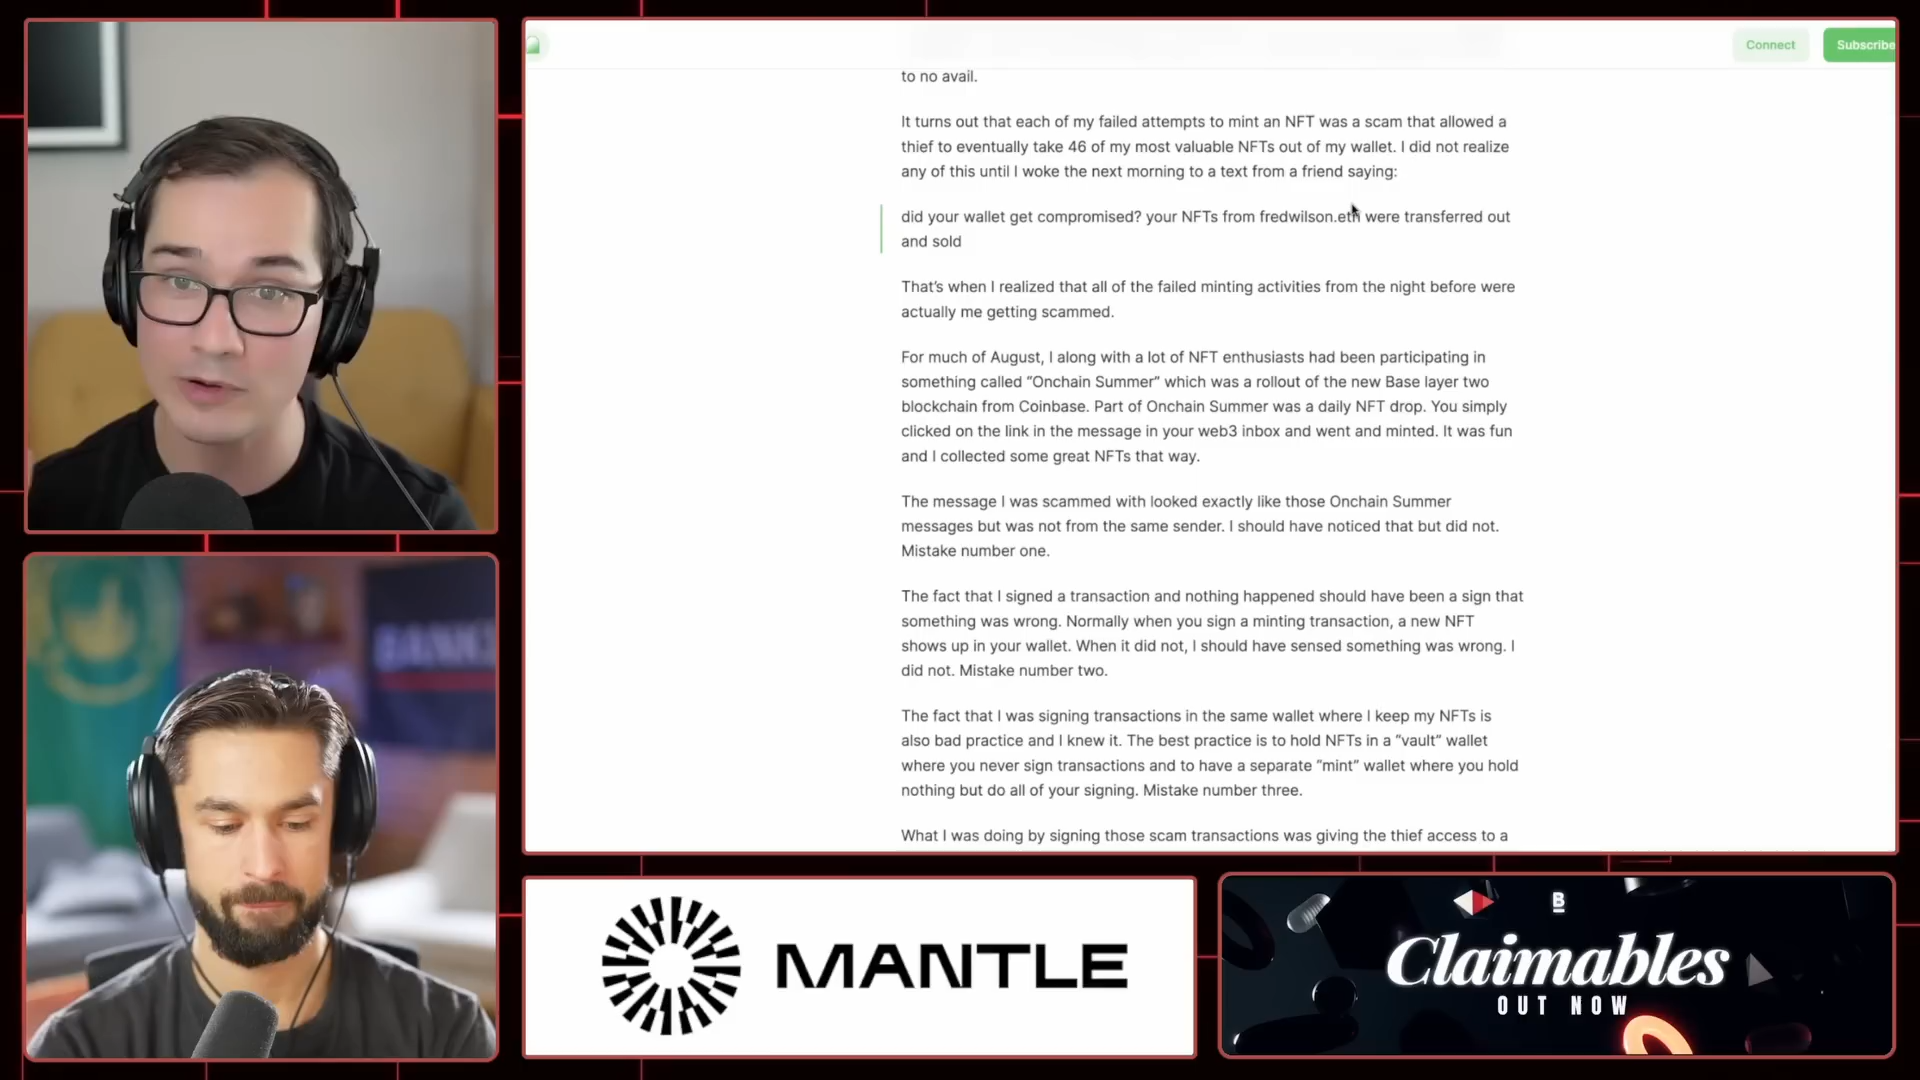 Connect
Subscribe
to no avail.
It turns out that each of my failed attempts to mint an NFT was a scam that allowed a
thief to eventually take 46 of my most valuable NFTs out of my wallet. I did not realize
any of this until I woke the next morning to a text from a friend saying:
did your wallet get compromised? your NFTs from fredwilson.eth were transferred out
and sold
That’s when I realized that all of the failed minting activities from the night before were
actually me getting scammed.
For much of August, I along with a lot of NFT enthusiasts had been participating in
something called “Onchain Summer” which was a rollout of the new Base layer two
blockchain from Coinbase. Part of Onchain Summer was a daily NFT drop. You simply
clicked on the link in the message in your web3 inbox and went and minted. It was fun
and I collected some great NFTs that way.
The message I was scammed with looked exactly like those Onchain Summer
messages but was not from the same sender. I should have noticed that but did not.
Mistake number one.
The fact that I signed a transaction and nothing happened should have been a sign that
something was wrong. Normally when you sign a minting transaction, a new NFT
shows up in your wallet. When it did not, I should have sensed something was wrong. I
did not. Mistake number two.
The fact that I was signing transactions in the same wallet where I keep my NFTs is
also bad practice and I knew it. The best practice is to hold NFTs in a “vault” wallet
where you never sign transactions and to have a separate “mint” wallet where you hold
nothing but do all of your signing. Mistake number three.
What I was doing by signing those scam transactions was giving the thief access to a
BANK
MANTLE
B
Claimables
OUT NOW